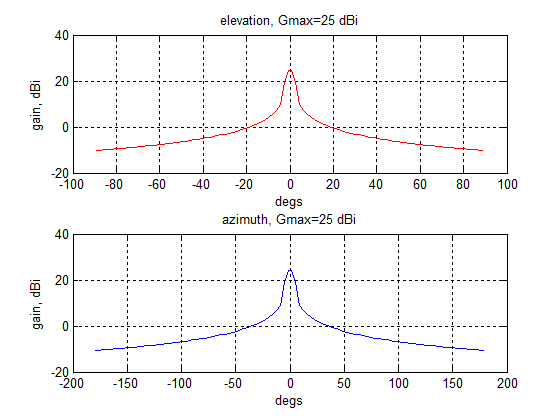 elevation, Gmax=25 dBi
40
20
0
-20
gain, dBi
-100 -80 -60 -40 -20 0 20 40 60 80 100
degs
azimuth, Gmax=25 dBi
40
20
0
-20
gain, dBi
-200 -150 -100 -50 0 50 100 150 200
degs